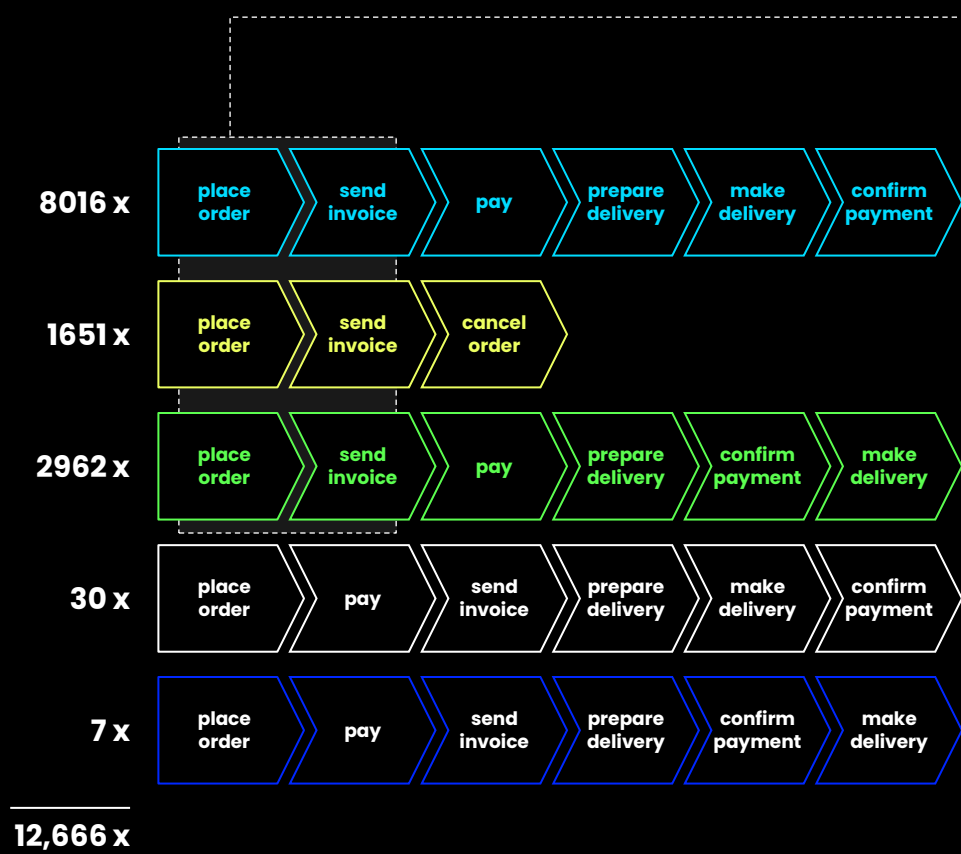 8016 x
place order
send invoice
pay
prepare delivery
make delivery
confirm payment
1651 x
place order
send invoice
cancel order
2962 x
place order
send invoice
pay
prepare delivery
confirm payment
make delivery
30 x
place order
pay
send invoice
prepare delivery
make delivery
confirm payment
7 x
place order
pay
send invoice
prepare delivery
confirm payment
make delivery
12,666 x